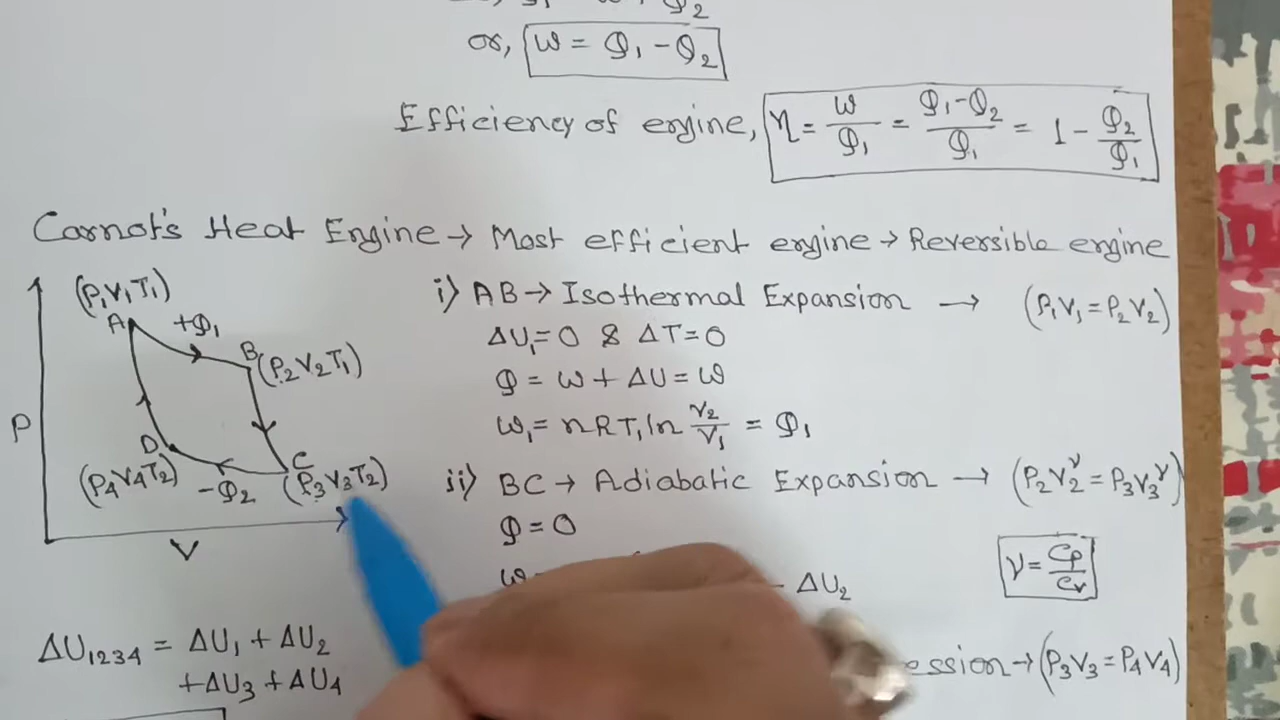 Q2
or, W = Q1 - Q2
Efficiency of engine, η = W/Q1 = (Q1-Q2)/Q1 = 1 - Q2/Q1
Carnot's Heat Engine → Most efficient engine → Reversible engine
(P1V1T1)
A
+Q1
B (P2V2T1)
P
D
(P4V4T2)
-Q2
C
(P3V3T2)
V
i) AB → Isothermal Expansion → (P1V1 = P2V2)
ΔU1 = 0 & ΔT = 0
Q = W + ΔU = W
W1 = nRT1 ln V2/V1 = Q1
ii) BC → Adiabatic Expansion → (P2V2^γ = P3V3^γ)
Q = 0
γ = Cp/Cv
W
- ΔU2
ession → (P3V3 = P4V4)
ΔU1234 = ΔU1 + ΔU2
+ΔU3 + ΔU4